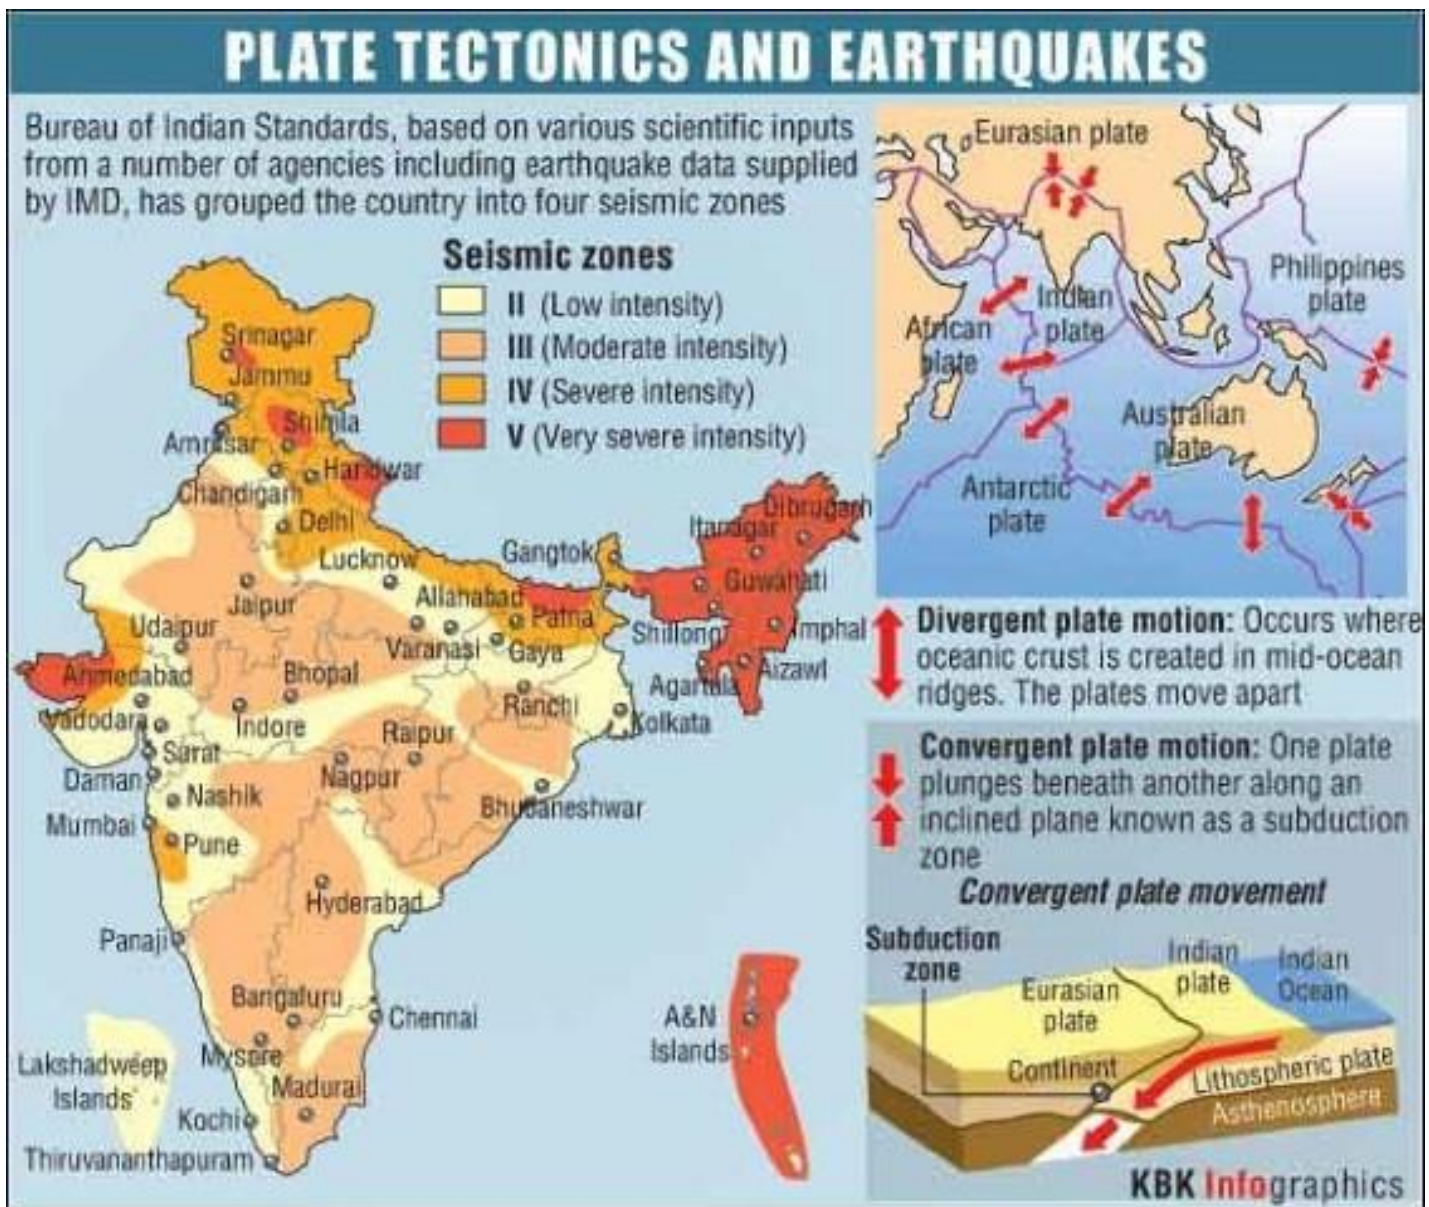 PLATE TECTONICS AND EARTHQUAKES
Bureau of Indian Standards, based on various scientific inputs
from a number of agencies including earthquake data supplied
by IMD, has grouped the country into four seismic zones
Seismic zones
II (Low intensity)
III (Moderate intensity)
IV (Severe intensity)
V (Very severe intensity)
Srinagar
Jammu
Shimla
Amritsar
Haridwar
Chandigarh
Delhi
Lucknow
Gangtok
Itanagar
Dibrugarh
Jaipur
Allahabad
Patna
Guwahati
Udaipur
Varanasi
Gaya
Shillong
Imphal
Ahmedabad
Bhopal
Ranchi
Agartala
Aizawl
Vadodara
Indore
Raipur
Kolkata
Surat
Daman
Nagpur
Nashik
Bhubaneshwar
Mumbai
Pune
Hyderabad
Panaji
Bangaluru
Chennai
A&N
Islands
Mysore
Lakshadweep
Islands
Madurai
Kochi
Thiruvananthapuram
Eurasian plate
Philippines
plate
Indian
plate
African
plate
Australian
plate
Antarctic
plate
Divergent plate motion: Occurs where
oceanic crust is created in mid-ocean
ridges. The plates move apart
Convergent plate motion: One plate
plunges beneath another along an
inclined plane known as a subduction
zone
Convergent plate movement
Subduction
zone
Indian
plate
Indian
Ocean
Eurasian
plate
Continent
Lithospheric plate
Asthenosphere
KBK Infographics